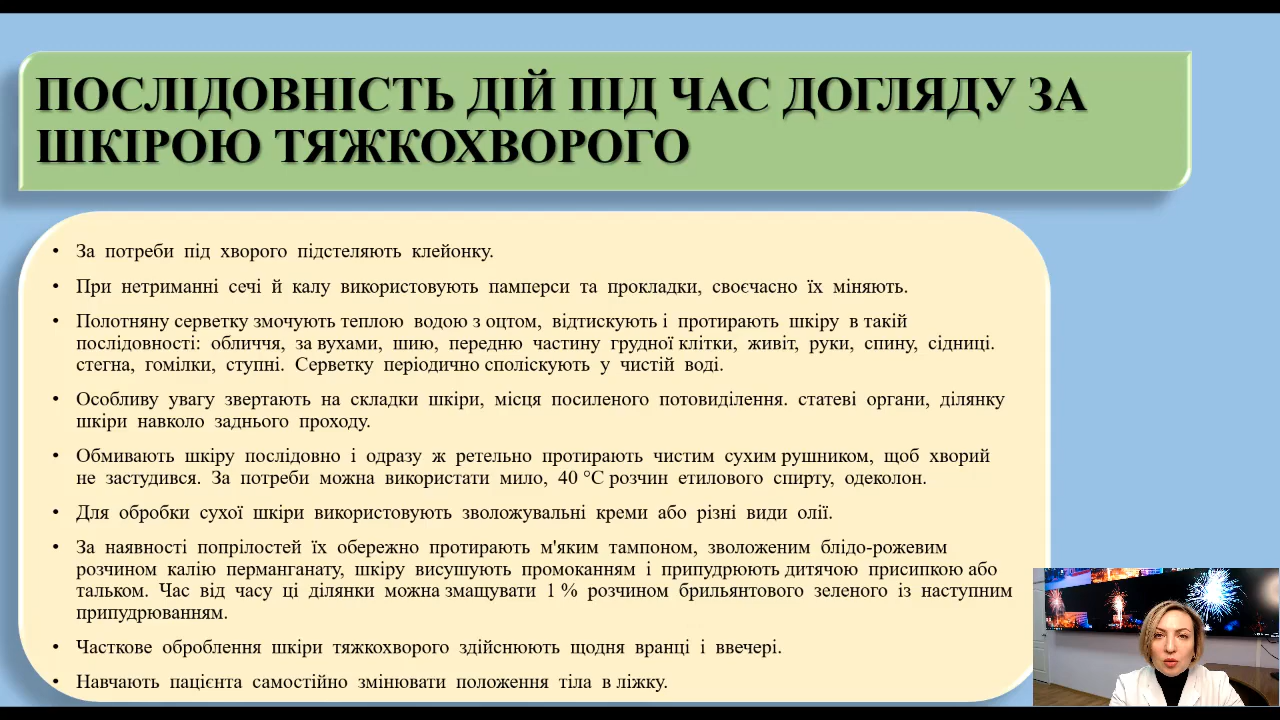 ПОСЛІДОВНІСТЬ ДІЙ ПІД ЧАС ДОГЛЯДУ ЗА
ШКІРОЮ ТЯЖКОХВОРОГО
• За потреби під хворого підстеляють клейонку.
• При нетриманні сечі й калу використовують памперси та прокладки, своєчасно їх міняють.
• Полотняну серветку змочують теплою водою з оцтом, відтискують і протирають шкіру в такій
послідовності: обличчя, за вухами, шию, передню частину грудної клітки, живіт, руки, спину, сідниці.
стегна, гомілки, ступні. Серветку періодично споліскують у чистій воді.
• Особливу увагу звертають на складки шкіри, місця посиленого потовиділення. статеві органи, ділянку
шкіри навколо заднього проходу.
• Обмивають шкіру послідовно і одразу ж ретельно протирають чистим сухим рушником, щоб хворий
не застудився. За потреби можна використати мило, 40 °С розчин етилового спирту, одеколон.
• Для обробки сухої шкіри використовують зволожувальні креми або різні види олії.
• За наявності попрілостей їх обережно протирають м'яким тампоном, зволоженим блідо-рожевим
розчином калію перманганату, шкіру висушують промоканням і припудрюють дитячою присипкою або
тальком. Час від часу ці ділянки можна змащувати 1 % розчином брильянтового зеленого із наступним
припудрюванням.
• Часткове оброблення шкіри тяжкохворого здійснюють щодня вранці і ввечері.
• Навчають пацієнта самостійно змінювати положення тіла в ліжку.